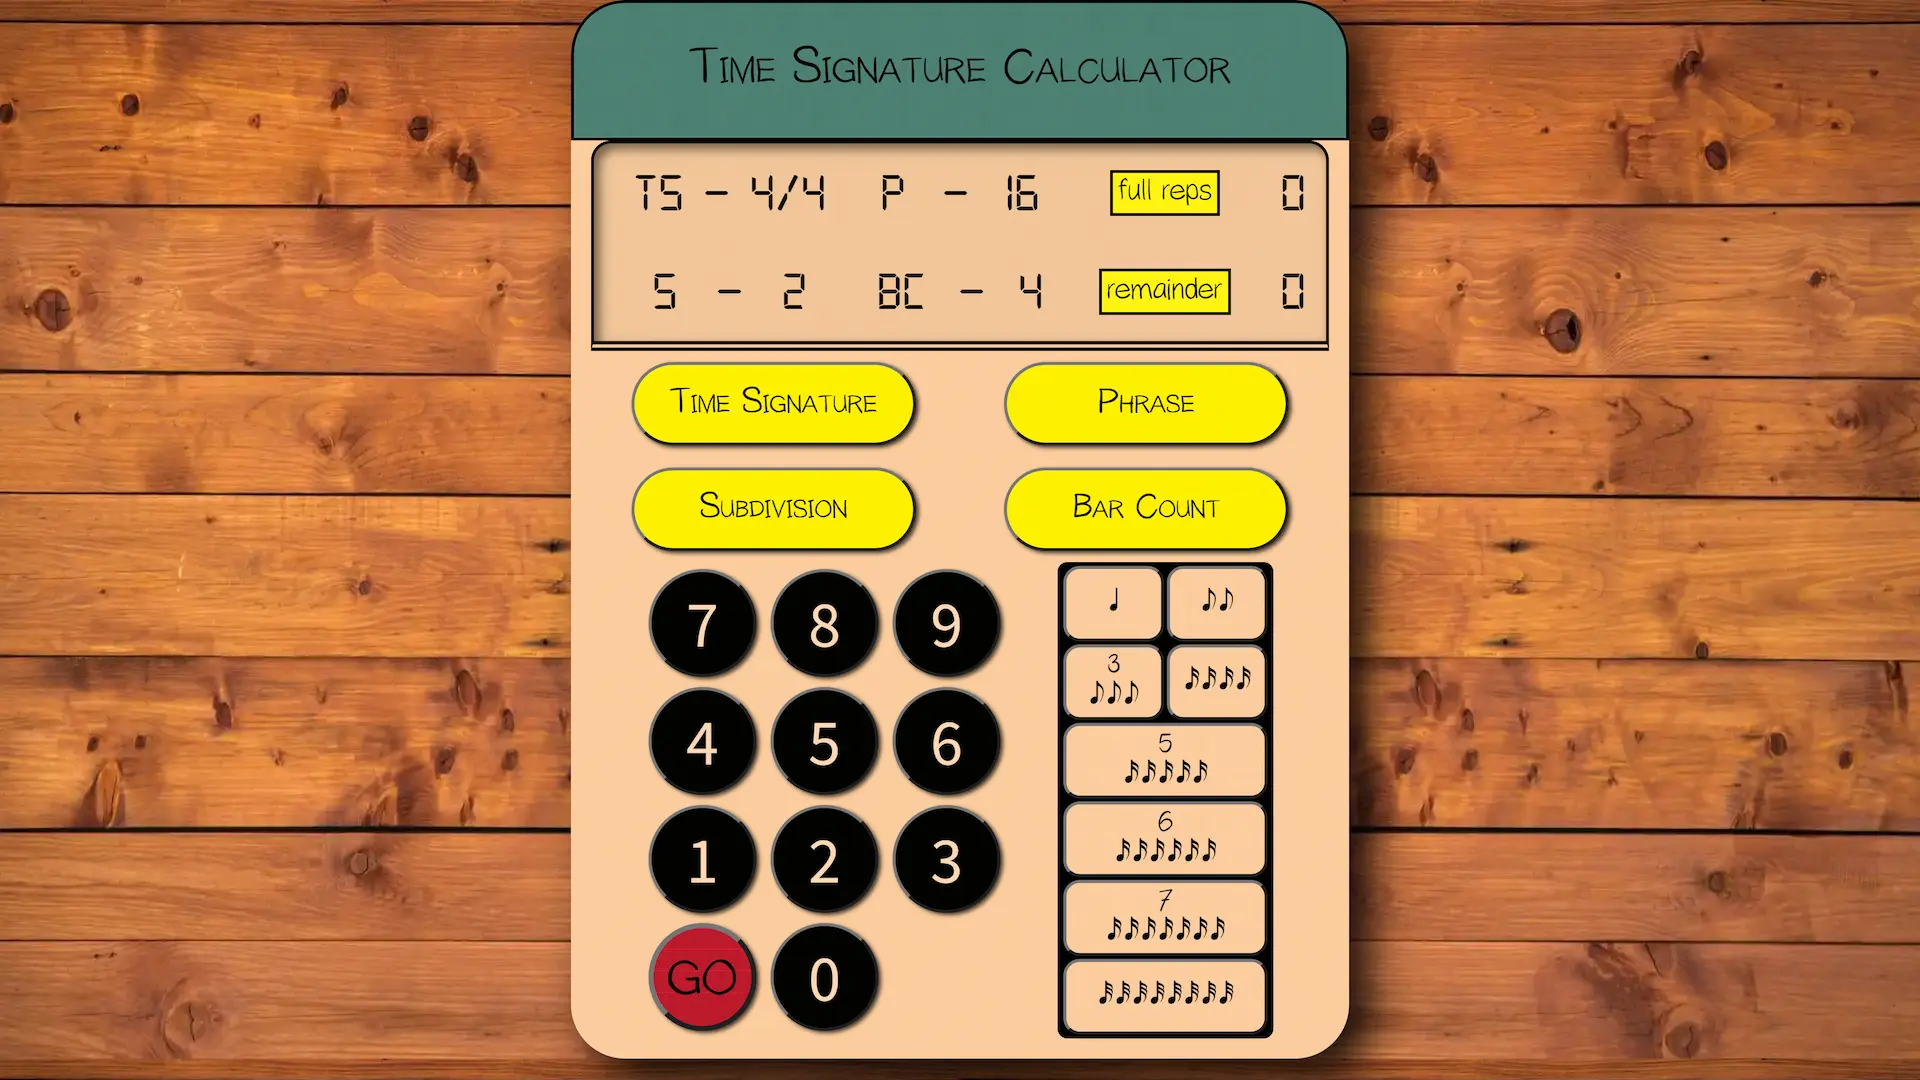 TIME SIGNATURE CALCULATOR
TS - 4/4 P - 16 full reps 0
S - 2 BC - 4 remainder 0
TIME SIGNATURE PHRASE
SUBDIVISION BAR COUNT
7 8 9
3
4 5 6
5
6
1 2 3
7
GO 0